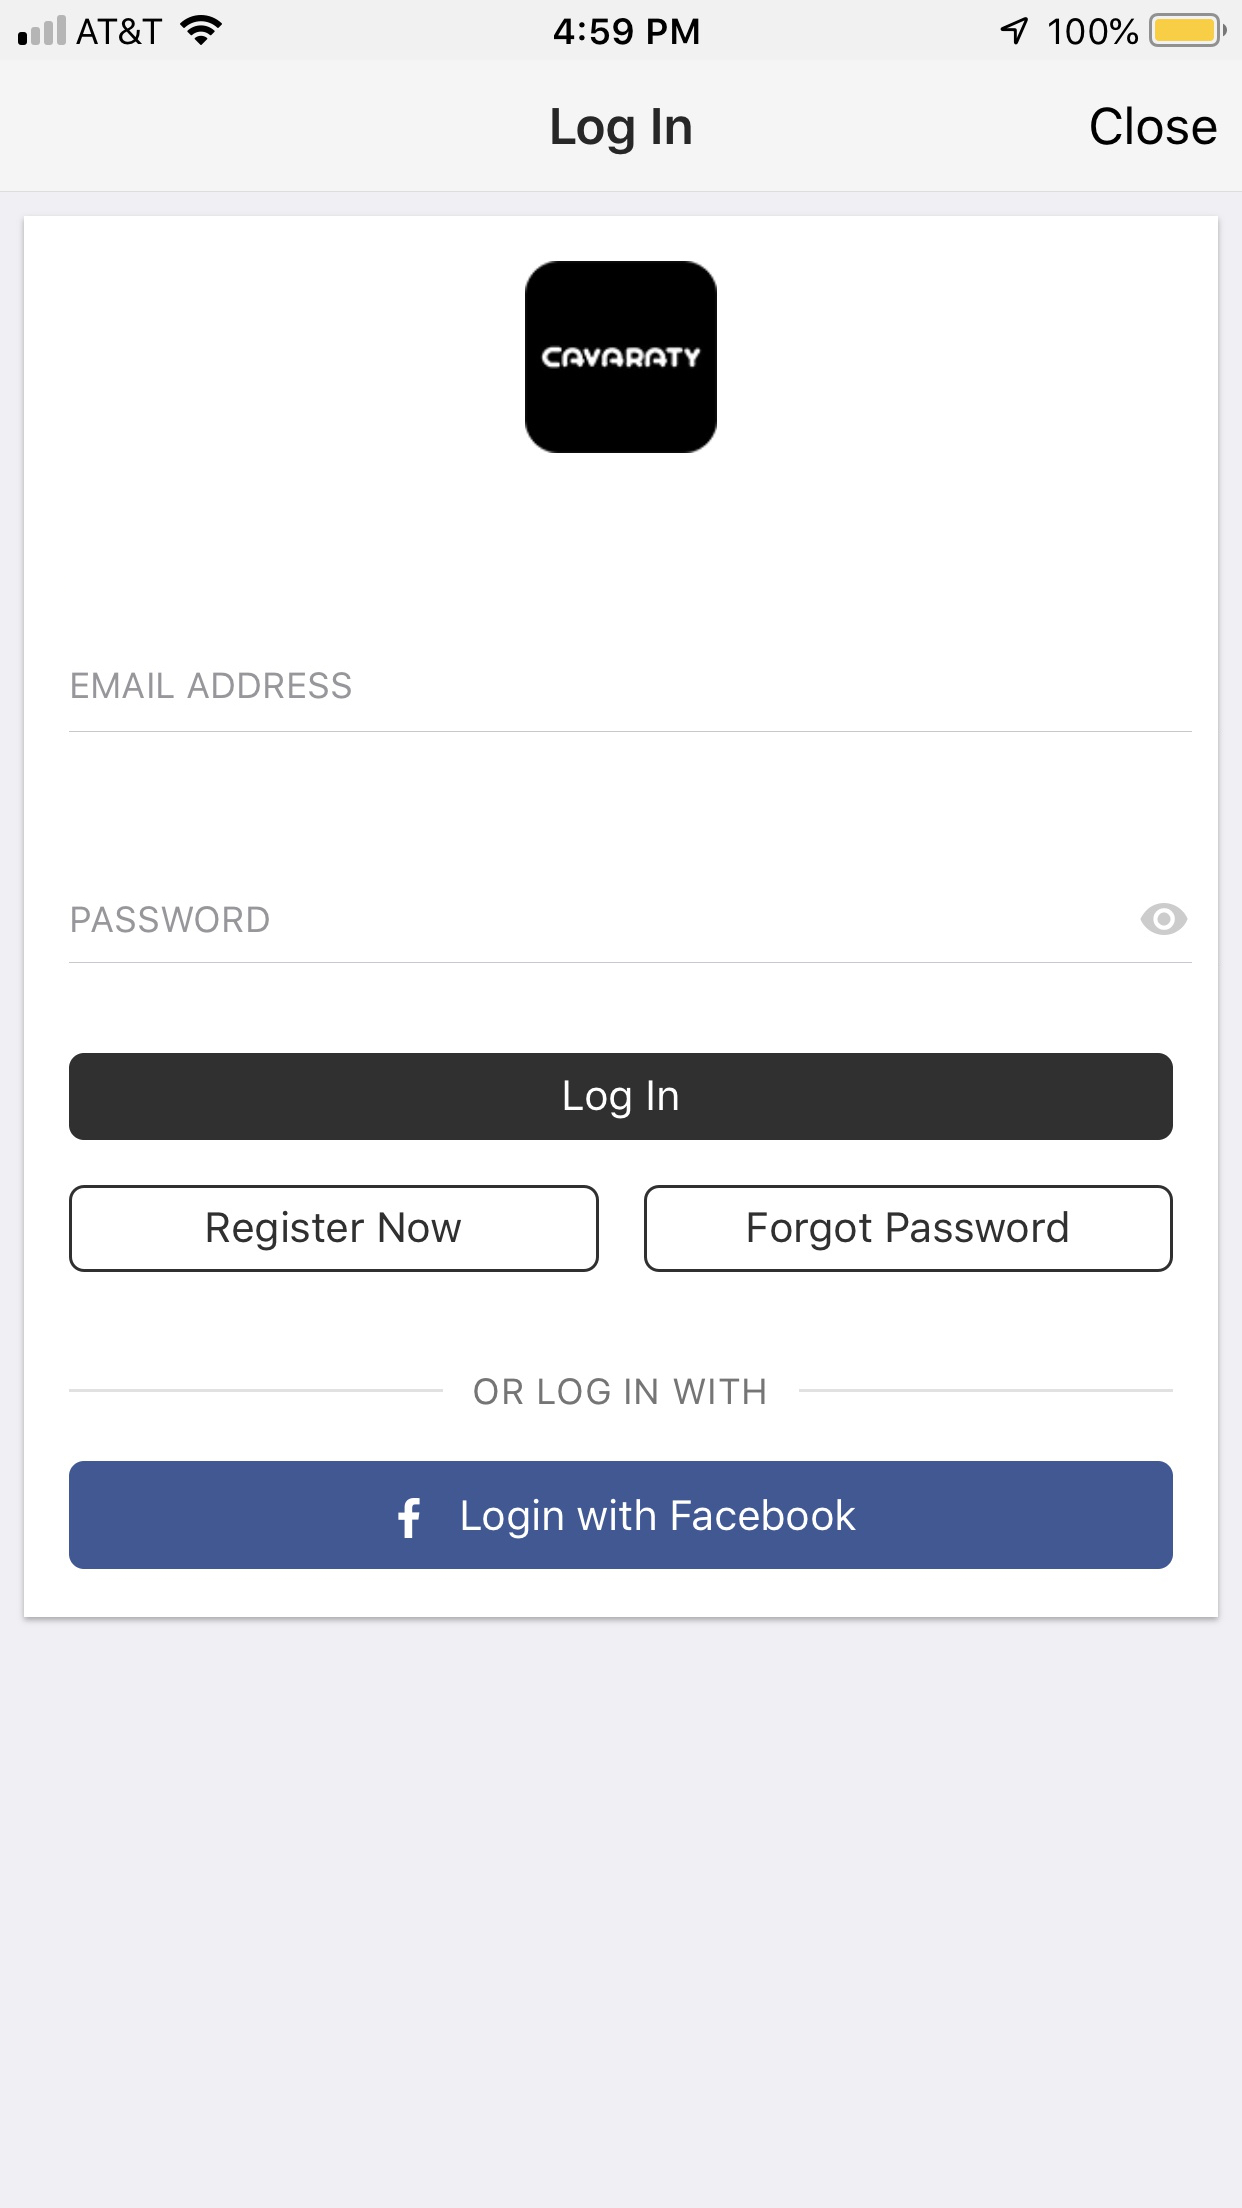 AT&T 4:59 PM 100%
Log In Close
CAVARATY
EMAIL ADDRESS
PASSWORD
Log In
Register Now Forgot Password
OR LOG IN WITH
f Login with Facebook